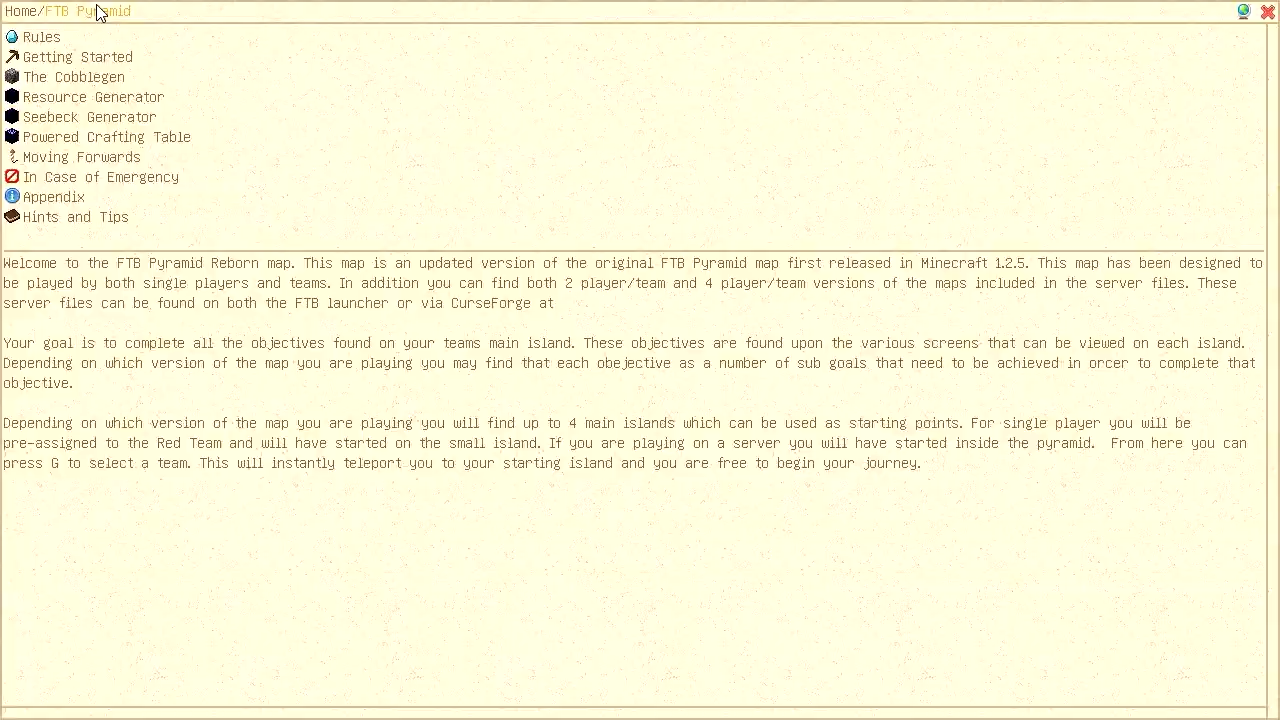 Home/FTB Pyramid
Rules
Getting Started
The Cobblegen
Resource Generator
Seebeck Generator
Powered Crafting Table
Moving Forwards
In Case of Emergency
Appendix
Hints and Tips
Welcome to the FTB Pyramid Reborn map. This map is an updated version of the original FTB Pyramid map first released in Minecraft 1.2.5. This map has been designed to
be played by both single players and teams. In addition you can find both 2 player/team and 4 player/team versions of the maps included in the server files. These
server files can be found on both the FTB launcher or via CurseForge at
Your goal is to complete all the objectives found on your teams main island. These objectives are found upon the various screens that can be viewed on each island.
Depending on which version of the map you are playing you may find that each obejective as a number of sub goals that need to be achieved in orcer to complete that
objective.
Depending on which version of the map you are playing you will find up to 4 main islands which can be used as starting points. For single player you will be
pre-assigned to the Red Team and will have started on the small island. If you are playing on a server you will have started inside the pyramid.  From here you can
press G to select a team. This will instantly teleport you to your starting island and you are free to begin your journey.